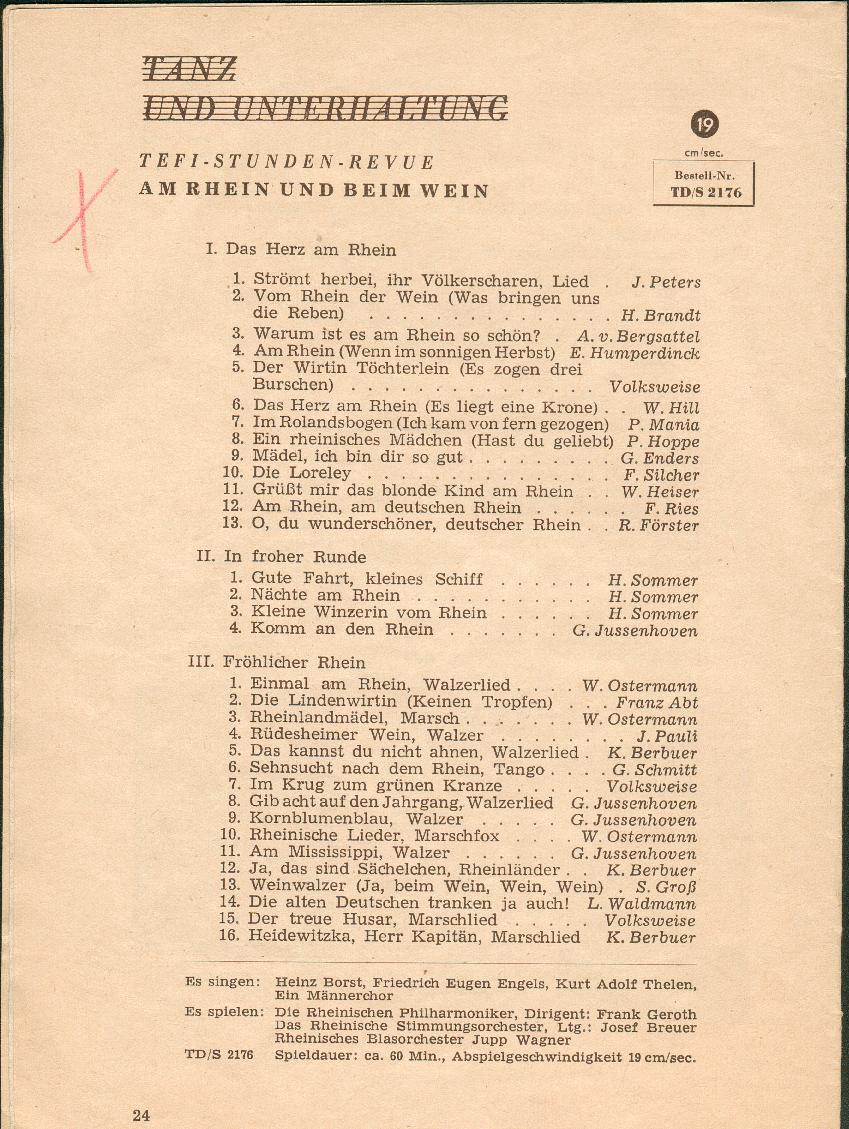 TANZ
UND UNTERHALTUNG
19
cm/sec.
TEFI-STUNDEN-REVUE
AM RHEIN UND BEIM WEIN
Bestell-Nr.
TD/S 2176
I. Das Herz am Rhein
1. Strömt herbei, ihr Völkerscharen, Lied . J. Peters
2. Vom Rhein der Wein (Was bringen uns
die Reben) . . . . . . . . . . . . . . . H. Brandt
3. Warum ist es am Rhein so schön? . A. v. Bergsattel
4. Am Rhein (Wenn im sonnigen Herbst) E. Humperdinck
5. Der Wirtin Töchterlein (Es zogen drei
Burschen) . . . . . . . . . . . . . . . Volksweise
6. Das Herz am Rhein (Es liegt eine Krone) . . W. Hill
7. Im Rolandsbogen (Ich kam von fern gezogen) P. Mania
8. Ein rheinisches Mädchen (Hast du geliebt) P. Hoppe
9. Mädel, ich bin dir so gut . . . . . . . . . G. Enders
10. Die Loreley . . . . . . . . . . . . . . . F. Silcher
11. Grüßt mir das blonde Kind am Rhein . . W. Heiser
12. Am Rhein, am deutschen Rhein . . . . . . F. Ries
13. O, du wunderschöner, deutscher Rhein . . R. Förster
II. In froher Runde
1. Gute Fahrt, kleines Schiff . . . . . . H. Sommer
2. Nächte am Rhein . . . . . . . . . . . H. Sommer
3. Kleine Winzerin vom Rhein . . . . . . H. Sommer
4. Komm an den Rhein . . . . . . . G. Jussenhoven
III. Fröhlicher Rhein
1. Einmal am Rhein, Walzerlied . . . . W. Ostermann
2. Die Lindenwirtin (Keinen Tropfen) . . . Franz Abt
3. Rheinlandmädel, Marsch . . . . . . . W. Ostermann
4. Rüdesheimer Wein, Walzer . . . . . . . . J. Pauli
5. Das kannst du nicht ahnen, Walzerlied . K. Berbuer
6. Sehnsucht nach dem Rhein, Tango . . . . G. Schmitt
7. Im Krug zum grünen Kranze . . . . . Volksweise
8. Gib acht auf den Jahrgang, Walzerlied G. Jussenhoven
9. Kornblumenblau, Walzer . . . . . G. Jussenhoven
10. Rheinische Lieder, Marschfox . . . . W. Ostermann
11. Am Mississippi, Walzer . . . . . . G. Jussenhoven
12. Ja, das sind Sächelchen, Rheinländer . . K. Berbuer
13. Weinwalzer (Ja, beim Wein, Wein, Wein) . S. Groß
14. Die alten Deutschen tranken ja auch! L. Waldmann
15. Der treue Husar, Marschlied . . . . . Volksweise
16. Heidewitzka, Herr Kapitän, Marschlied K. Berbuer
Es singen: Heinz Borst, Friedrich Eugen Engels, Kurt Adolf Thelen,
Ein Männerchor
Es spielen: Die Rheinischen Philharmoniker, Dirigent: Frank Geroth
Das Rheinische Stimmungsorchester, Ltg.: Josef Breuer
Rheinisches Blasorchester Jupp Wagner
TD/S 2176 Spieldauer: ca. 60 Min., Abspielgeschwindigkeit 19 cm/sec.
24